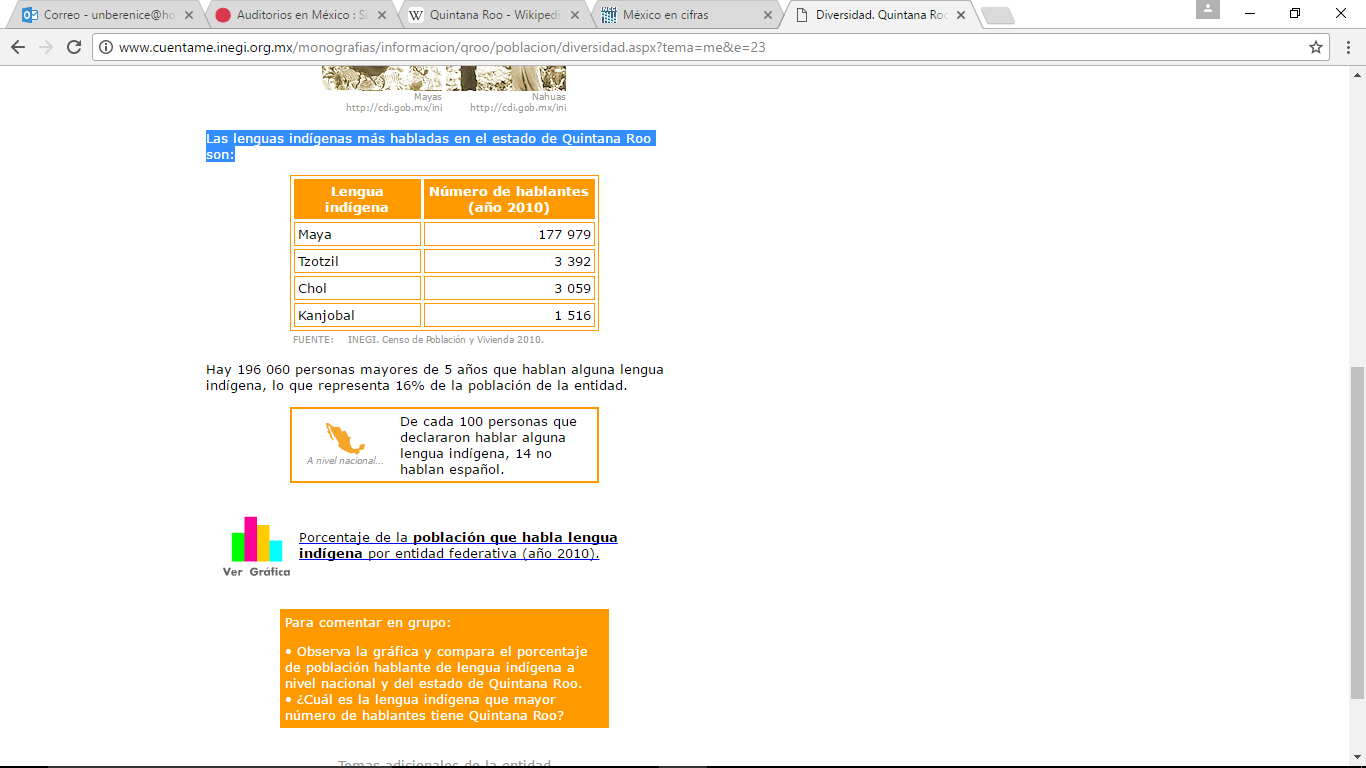 Correo - unberenice@ho
Auditorios en México : Si
Quintana Roo - Wikipedi
México en cifras
Diversidad. Quintana Roo
www.cuentame.inegi.org.mx/monografias/informacion/qroo/poblacion/diversidad.aspx?tema=me&e=23
Mayas
http://cdi.gob.mx/ini
Nahuas
http://cdi.gob.mx/ini
Las lenguas indígenas más habladas en el estado de Quintana Roo
son:
Lengua
indígena
Número de hablantes
(año 2010)
Maya 177 979
Tzotzil 3 392
Chol 3 059
Kanjobal 1 516
FUENTE: INEGI. Censo de Población y Vivienda 2010.
Hay 196 060 personas mayores de 5 años que hablan alguna lengua
indígena, lo que representa 16% de la población de la entidad.
A nivel nacional...
De cada 100 personas que
declararon hablar alguna
lengua indígena, 14 no
hablan español.
Ver Gráfica
Porcentaje de la población que habla lengua
indígena por entidad federativa (año 2010).
Para comentar en grupo:
• Observa la gráfica y compara el porcentaje
de población hablante de lengua indígena a
nivel nacional y del estado de Quintana Roo.
• ¿Cuál es la lengua indígena que mayor
número de hablantes tiene Quintana Roo?
Temas adicionales de la entidad